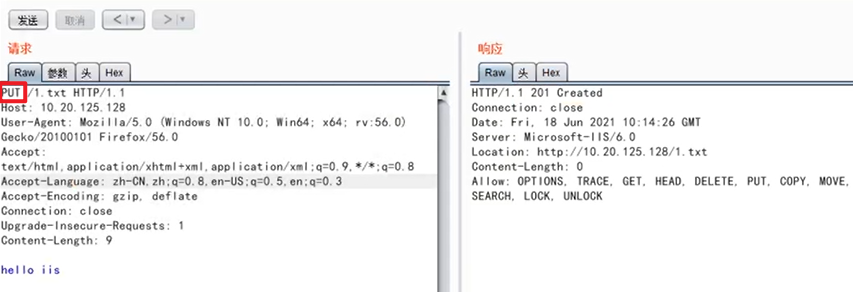 发送 取消 < >
请求
Raw 参数 头 Hex
PUT /1.txt HTTP/1.1
Host: 10.20.125.128
User-Agent: Mozilla/5.0 (Windows NT 10.0; Win64; x64; rv:56.0)
Gecko/20100101 Firefox/56.0
Accept:
text/html,application/xhtml+xml,application/xml;q=0.9,*/*;q=0.8
Accept-Language: zh-CN,zh;q=0.8,en-US;q=0.5,en;q=0.3
Accept-Encoding: gzip, deflate
Connection: close
Upgrade-Insecure-Requests: 1
Content-Length: 9
hello iis
响应
Raw 头 Hex
HTTP/1.1 201 Created
Connection: close
Date: Fri, 18 Jun 2021 10:14:26 GMT
Server: Microsoft-IIS/6.0
Location: http://10.20.125.128/1.txt
Content-Length: 0
Allow: OPTIONS, TRACE, GET, HEAD, DELETE, PUT, COPY, MOVE,
SEARCH, LOCK, UNLOCK